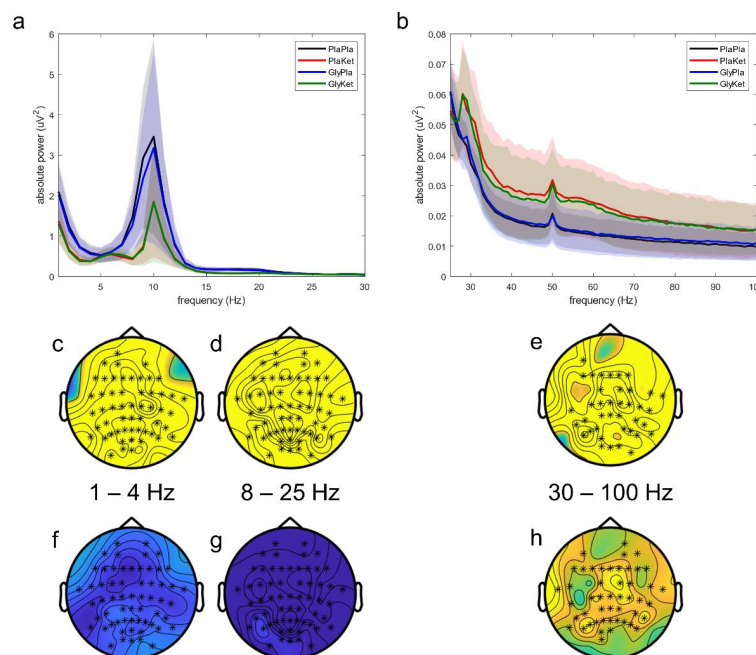 a
b
6
5
4
3
2
1
0
absolute power (uV²)
5
10
15
20
25
30
frequency (Hz)
PlaPla
PlaKet
GlyPla
GlyKet
0.08
0.07
0.06
0.05
0.04
0.03
0.02
0.01
0
absolute power (uV²)
30
40
50
60
70
80
90
100
frequency (Hz)
PlaPla
PlaKet
GlyPla
GlyKet
c
d
e
1 – 4 Hz
8 – 25 Hz
30 – 100 Hz
f
g
h